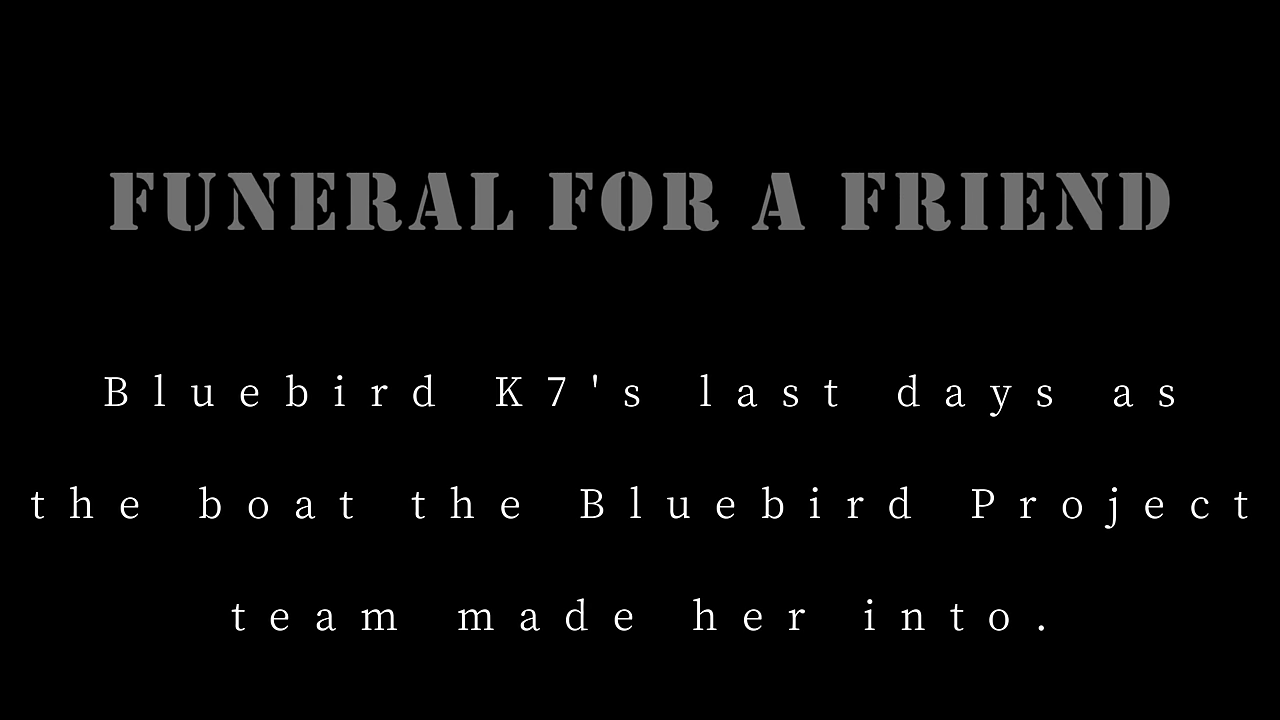 FUNERAL FOR A FRIEND
Bluebird K7's last days as
the boat the Bluebird Project
team made her into.